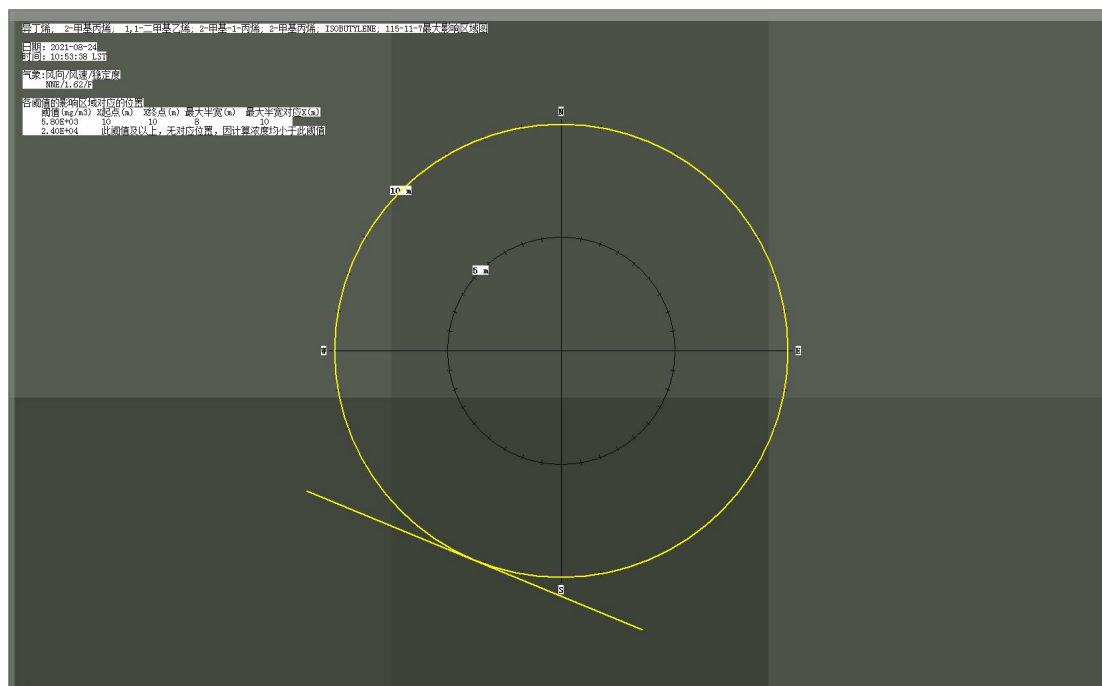 异丁烯; 2-甲基丙烯; 1,1-二甲基乙烯; 2-甲基-1-丙烯; 2-甲基丙烯; ISOBUTYLENE; 115-11-7最大影响区域图
日期: 2021-08-24
时间: 10:53:38 LST
气象:风向/风速/稳定度
NNE/1.62/F
各阈值的影响区域对应的位置
阈值(mg/m3) X起点(m) X终点(m) 最大半宽(m) 最大半宽对应X(m)
5.80E+03 10 10 8 10
2.40E+04 此阈值及以上，无对应位置，因计算浓度均小于此阈值
N
10 m
5 m
W
E
S